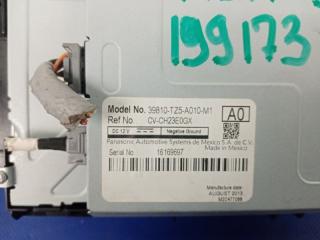 199173
Model No. 39810-TZ5-A010-M1
Ref No. CV-CH23E0GX
A0
DC 12 V Negative Ground
Panasonic Automotive Systems de Mexico S.A. de C.V.
Made in Mexico
Serial No 16169697
Manufacture date
AUGUST 2013